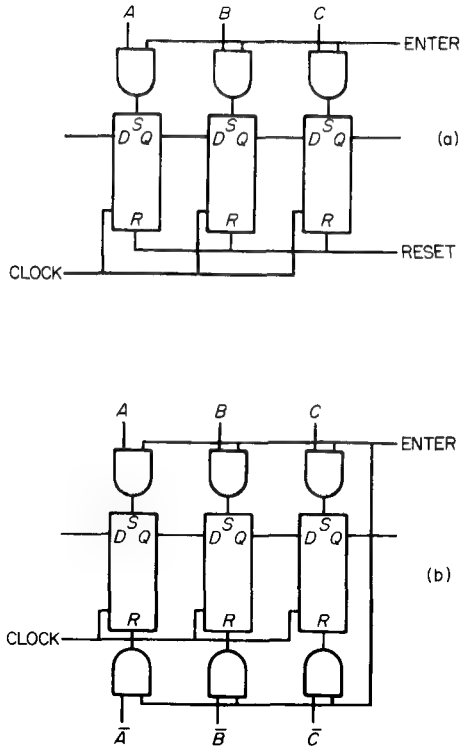 A B C
ENTER
S S S
D Q D Q D Q
(a)
R R R
RESET
CLOCK
A B C
ENTER
S S S
D Q D Q D Q
(b)
R R R
CLOCK
Ā B̄ C̄